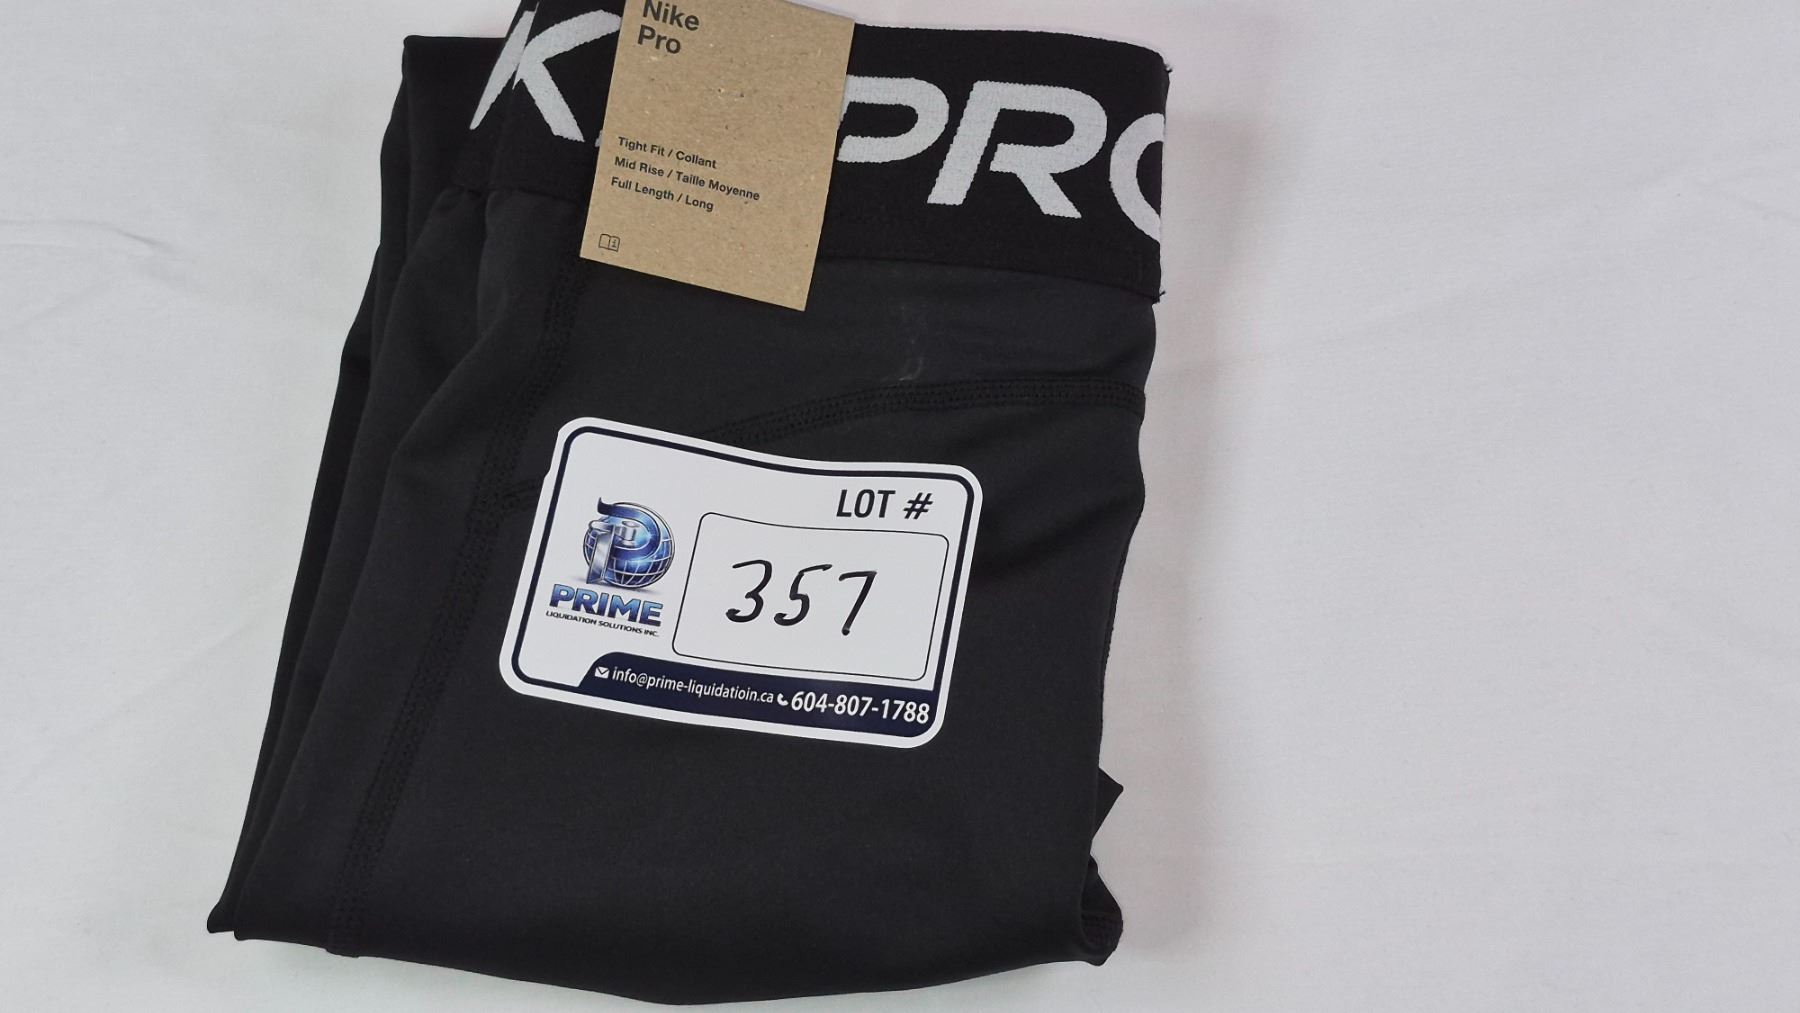 K PRO
Nike
Pro
Tight Fit / Collant
Mid Rise / Taille Moyenne
Full Length / Long
LOT #
357
PRIME
LIQUIDATION SOLUTIONS INC.
info@prime-liquidatioin.ca 604-807-1788